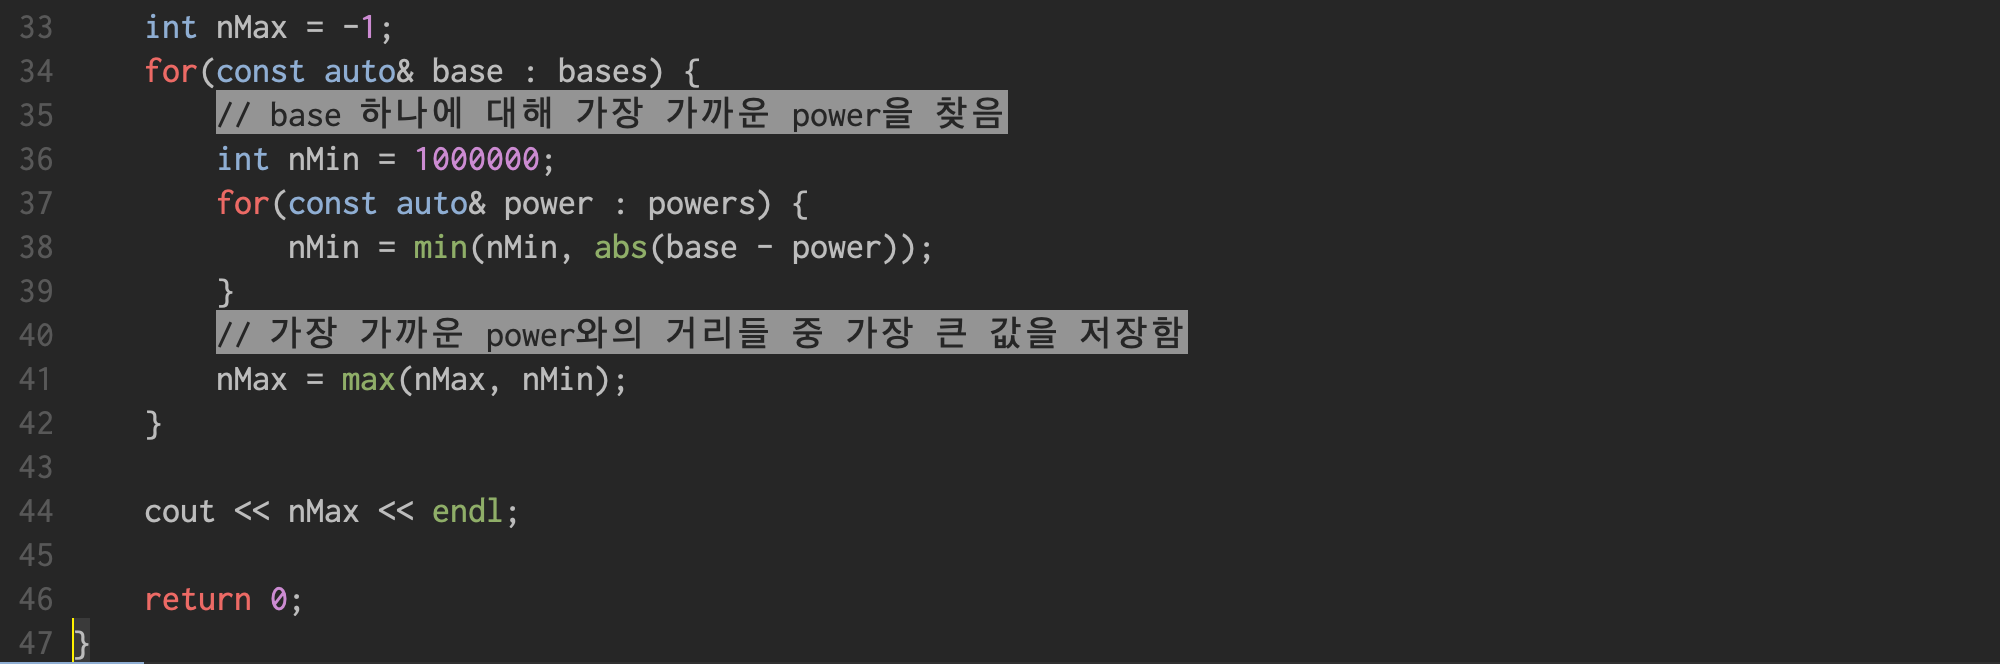 33 int nMax = -1;
34 for(const auto& base : bases) {
35 // base 하나에 대해 가장 가까운 power을 찾음
36 int nMin = 1000000;
37 for(const auto& power : powers) {
38 nMin = min(nMin, abs(base - power));
39 }
40 // 가장 가까운 power와의 거리들 중 가장 큰 값을 저장함
41 nMax = max(nMax, nMin);
42 }
43
44 cout << nMax << endl;
45
46 return 0;
47 }